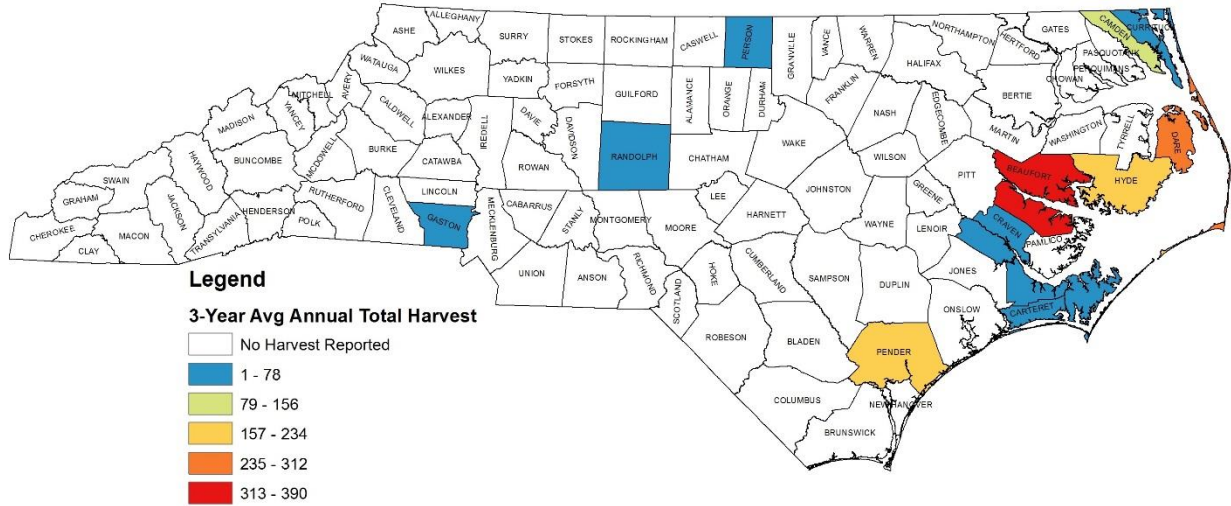 ALLEGHANY
ASHE
SURRY
STOKES
ROCKINGHAM
CASWELL
PERSON
GRANVILLE
VANCE
WARREN
NORTHAMPTON
HERTFORD
GATES
CAMDEN
CURRITUCK
PASQUOTANK
PERQUIMANS
CHOWAN
WATAUGA
WILKES
YADKIN
FORSYTH
GUILFORD
ALAMANCE
ORANGE
DURHAM
FRANKLIN
HALIFAX
BERTIE
MITCHELL
AVERY
YANCEY
CALDWELL
ALEXANDER
IREDELL
DAVIE
DAVIDSON
NASH
EDGECOMBE
MARTIN
WASHINGTON
TYRRELL
DARE
MADISON
BUNCOMBE
MCDOWELL
BURKE
CATAWBA
ROWAN
RANDOLPH
CHATHAM
WAKE
WILSON
PITT
BEAUFORT
HYDE
HAYWOOD
SWAIN
GRAHAM
JACKSON
RUTHERFORD
CLEVELAND
LINCOLN
GASTON
CABARRUS
STANLY
MONTGOMERY
MOORE
LEE
HARNETT
JOHNSTON
GREENE
WAYNE
LENOIR
CRAVEN
PAMLICO
CHEROKEE
CLAY
MACON
TRANSYLVANIA
HENDERSON
POLK
MECKLENBURG
UNION
ANSON
RICHMOND
SCOTLAND
HOKE
CUMBERLAND
SAMPSON
DUPLIN
JONES
ONSLOW
CARTERET
ROBESON
BLADEN
PENDER
COLUMBUS
NEW HANOVER
BRUNSWICK
Legend
3-Year Avg Annual Total Harvest
No Harvest Reported
1 - 78
79 - 156
157 - 234
235 - 312
313 - 390